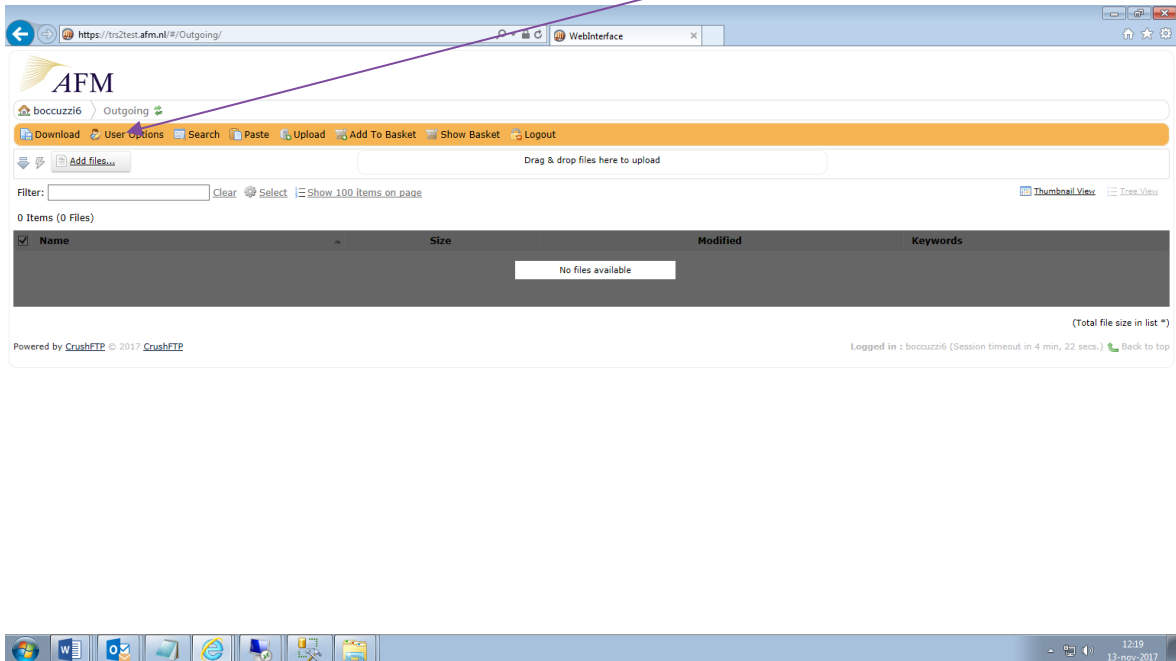 https://trs2test.afm.nl/#/Outgoing/ WebInterface
AFM
boccuzzi6 Outgoing
Download User Options Search Paste Upload Add To Basket Show Basket Logout
Add files... Drag & drop files here to upload
Filter: Clear Select Show 100 items on page Thumbnail View Tree View
0 Items (0 Files)
Name Size Modified Keywords
No files available
(Total file size in list *)
Powered by CrushFTP © 2017 CrushFTP Logged in : boccuzzi6 (Session timeout in 4 min, 22 secs.) Back to top
12:19
13-nov-2017